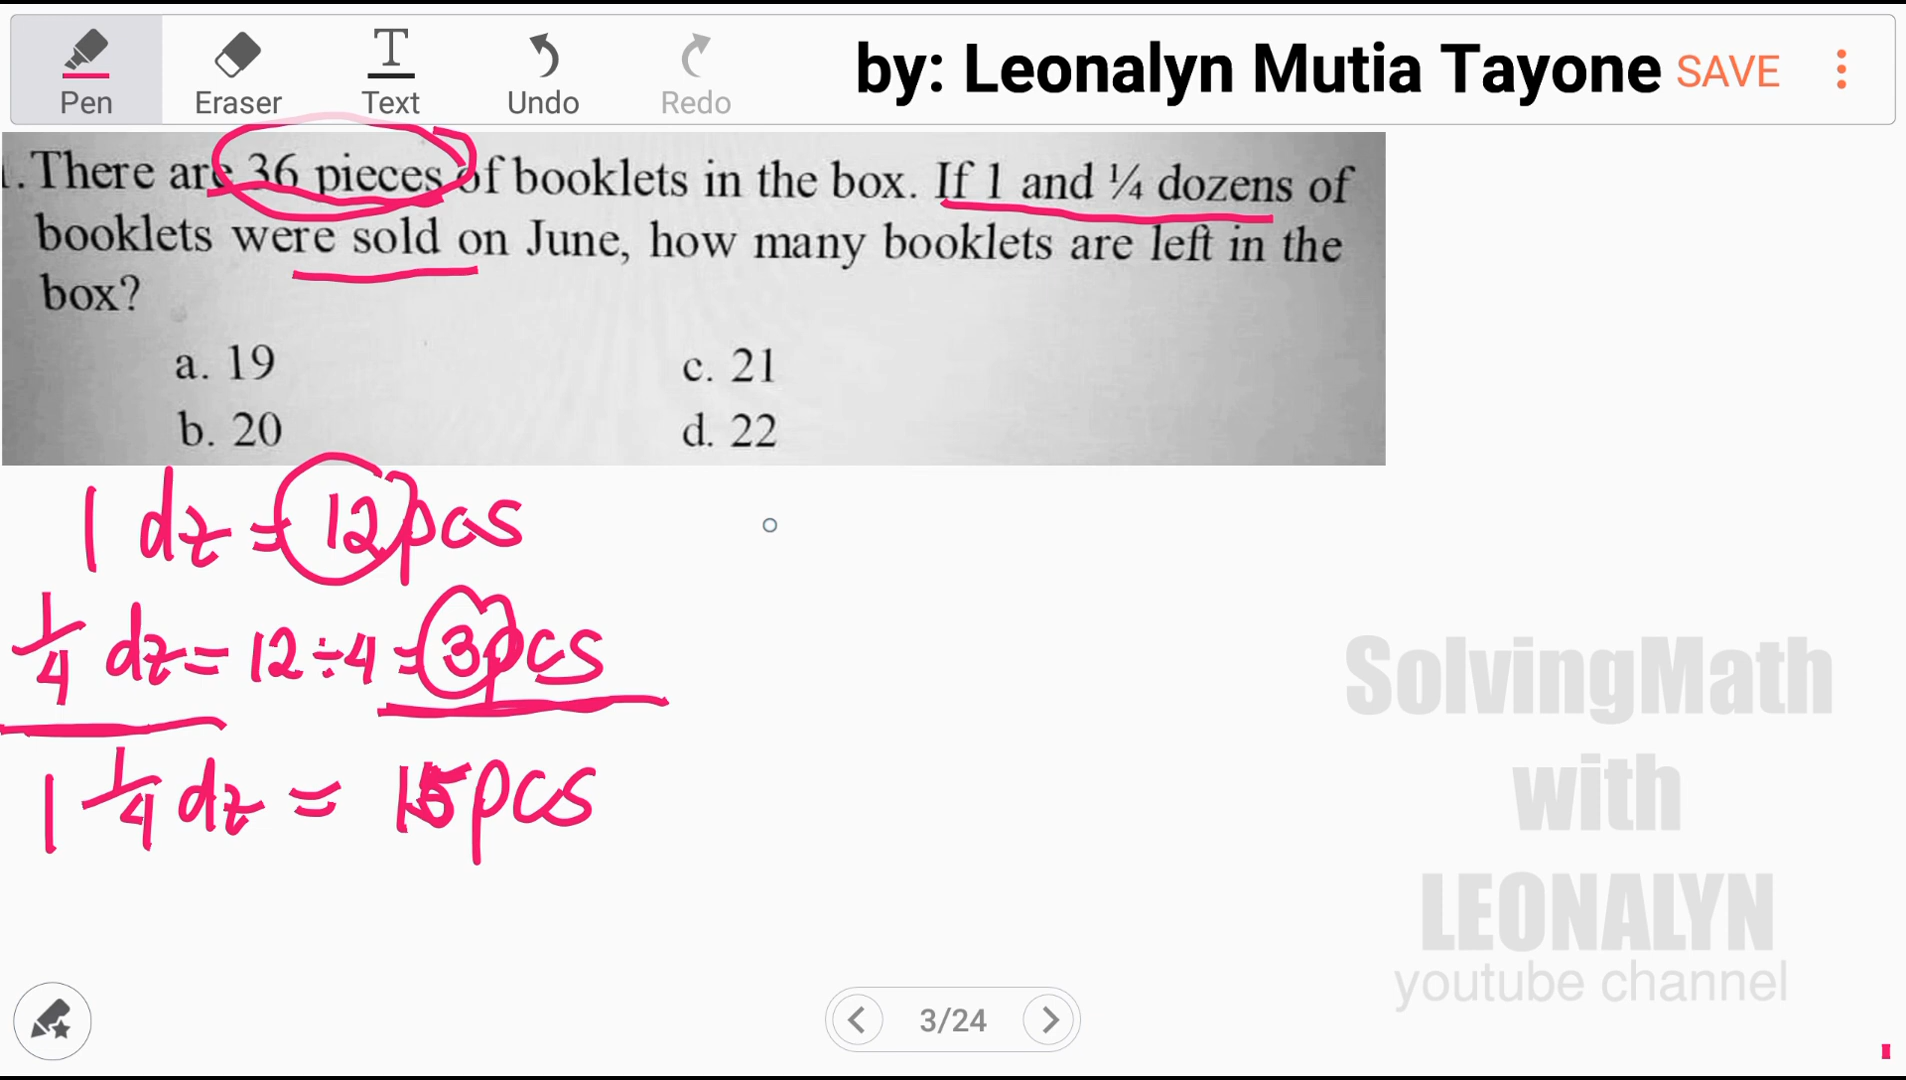 Pen
Eraser
Text
Undo
Redo
by: Leonalyn Mutia Tayone
SAVE
. There are 36 pieces of booklets in the box. If 1 and ¼ dozens of
booklets were sold on June, how many booklets are left in the
box?
a. 19
c. 21
b. 20
d. 22
1 dz = 12 pcs
1/4 dz = 12 ÷ 4 = 3 pcs
1 1/4 dz = 15 pcs
SolvingMath
with
LEONALYN
youtube channel
3/24